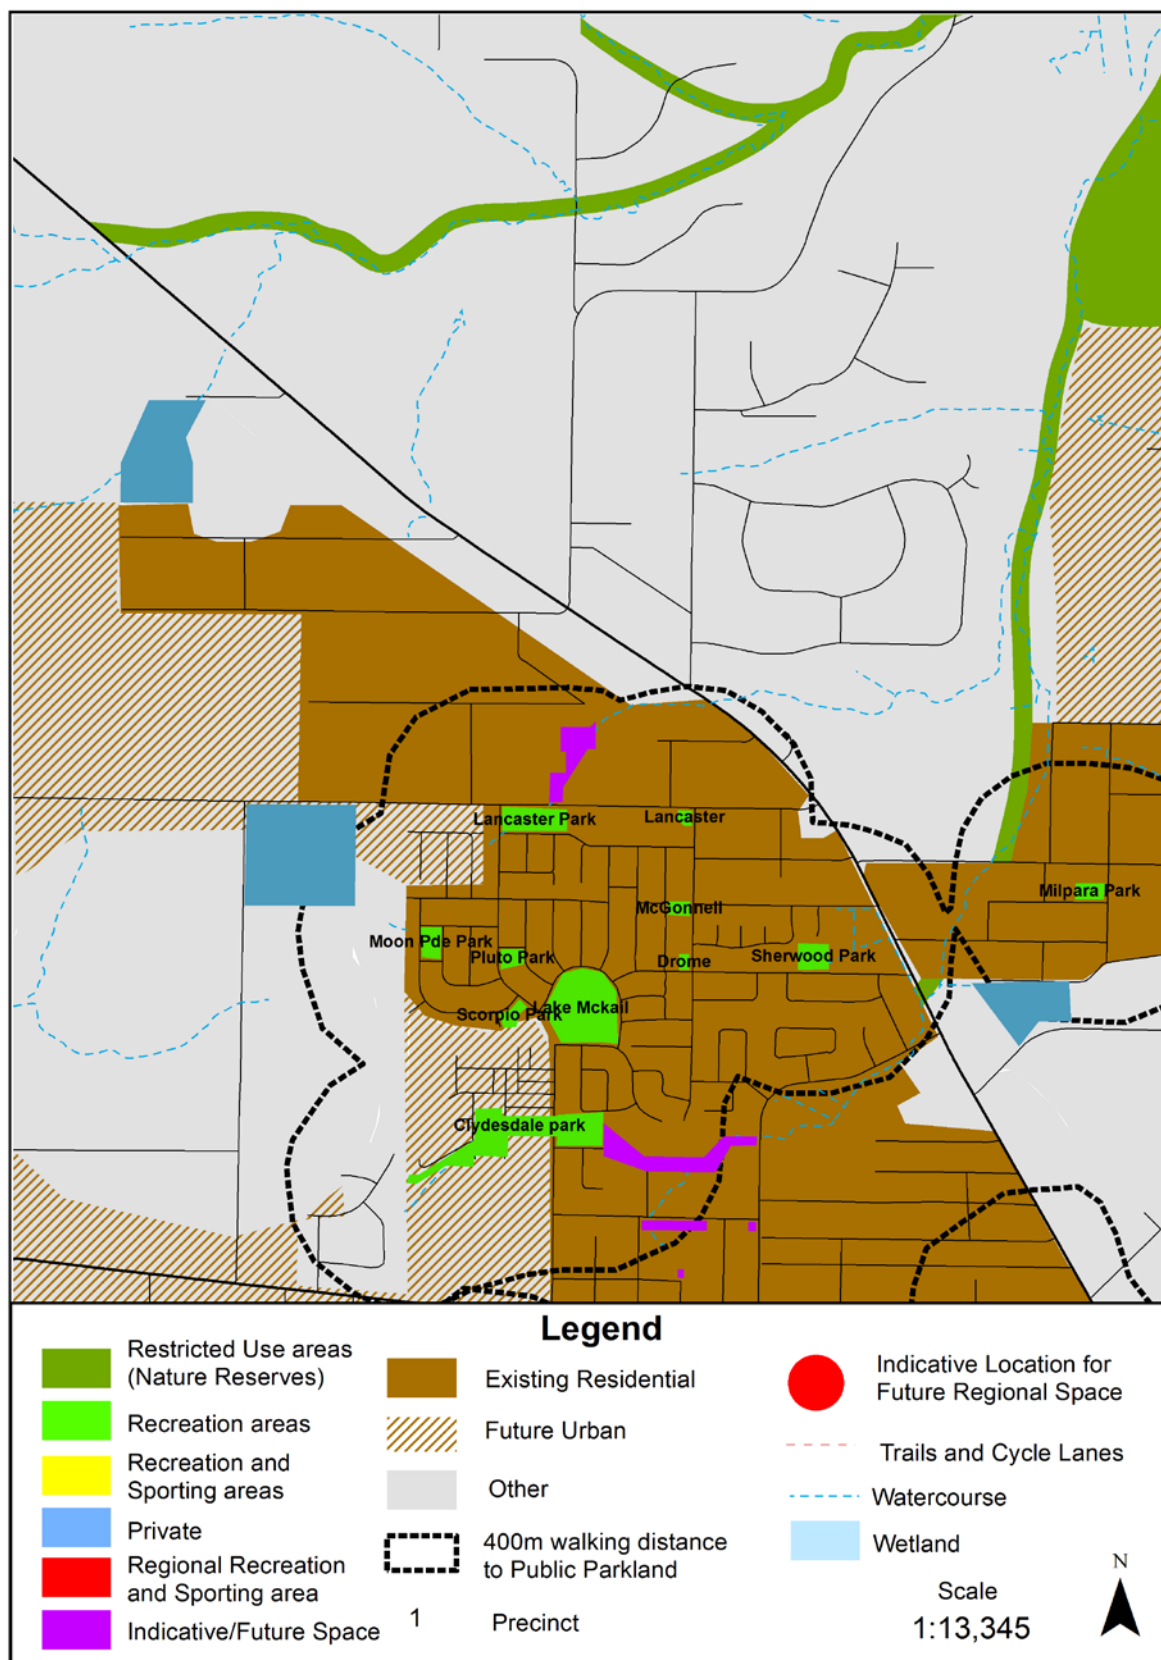 Lancaster Park
Lancaster
Milpara Park
McGonnell
Moon Pde Park
Pluto Park
Drome
Sherwood Park
Scorpio Park
Lake Mckail
Clydesdale park
Legend
Restricted Use areas
(Nature Reserves)
Recreation areas
Recreation and
Sporting areas
Private
Regional Recreation
and Sporting area
Indicative/Future Space
Existing Residential
Future Urban
Other
400m walking distance
to Public Parkland
1 Precinct
Indicative Location for
Future Regional Space
Trails and Cycle Lanes
Watercourse
Wetland
Scale
1:13,345
N